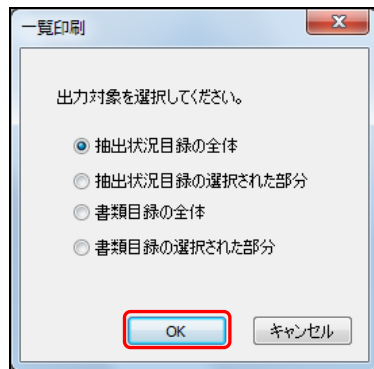 一覧印刷
出力対象を選択してください。
抽出状況目録の全体
抽出状況目録の選択された部分
書類目録の全体
書類目録の選択された部分
OK
キャンセル